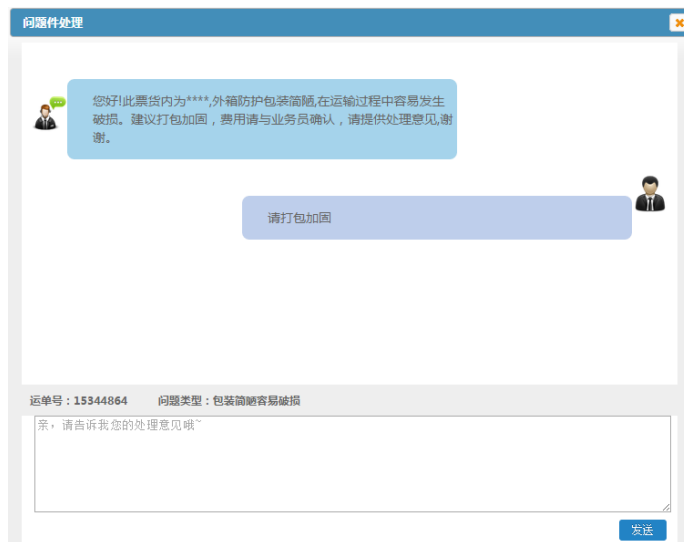 问题件处理
您好!此票货内为****,外箱防护包装简陋,在运输过程中容易发生
破损。建议打包加固，费用请与业务员确认，请提供处理意见,谢
谢。
请打包加固
运单号：15344864 问题类型：包装简陋容易破损
亲，请告诉我您的处理意见哦~
发送